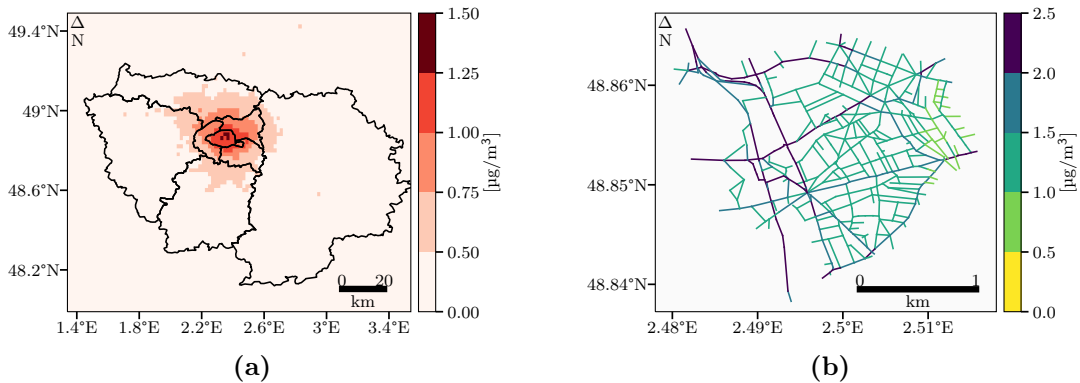 Δ
N
49.4°N
49°N
48.6°N
48.2°N
1.4°E 1.8°E 2.2°E 2.6°E 3°E 3.4°E
0 20
km
1.50
1.25
1.00
0.75
0.50
0.00
[µg/m³]
(a)
Δ
N
48.86°N
48.85°N
48.84°N
2.48°E 2.49°E 2.5°E 2.51°E
0 1
km
2.5
2.0
1.5
1.0
0.5
0.0
[µg/m³]
(b)